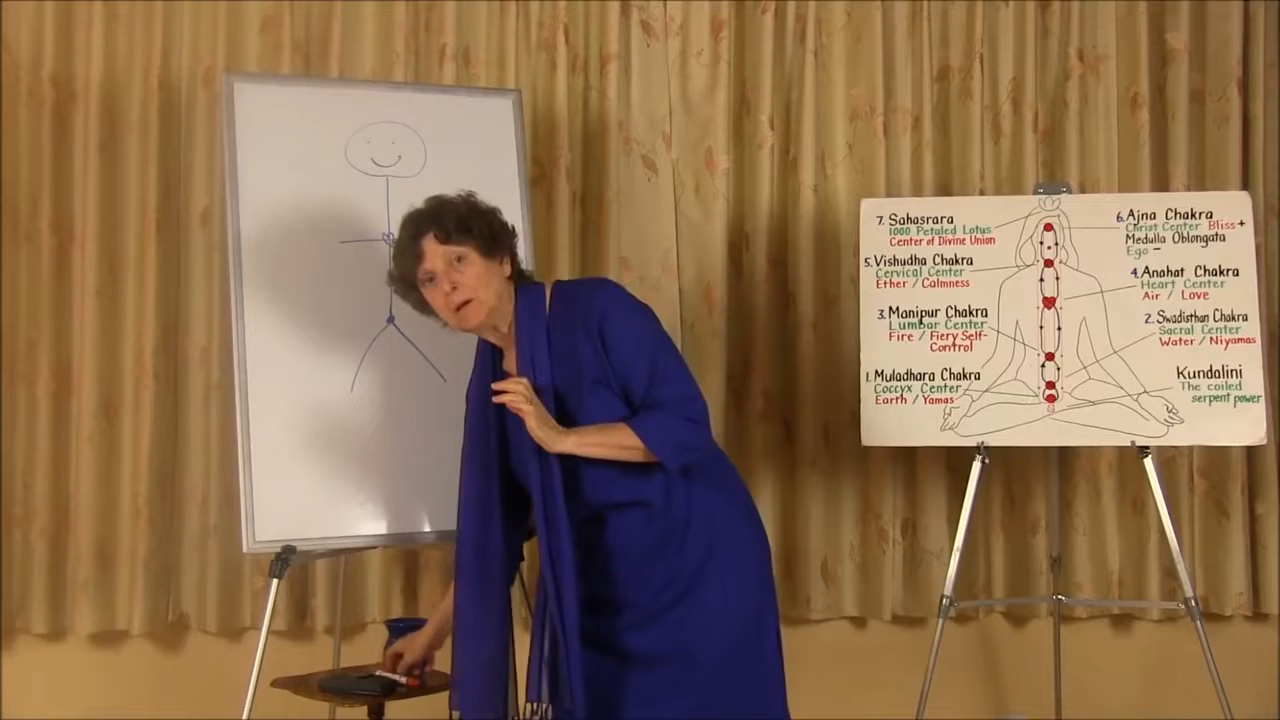 7. Sahasrara
1000 Petaled Lotus
Center of Divine Union
6. Ajna Chakra
Christ Center Bliss +
Medulla Oblongata
Ego -
5. Vishudha Chakra
Cervical Center
Ether / Calmness
4. Anahat Chakra
Heart Center
Air / Love
3. Manipur Chakra
Lumbar Center
Fire / Fiery Self-
Control
2. Swadisthan Chakra
Sacral Center
Water / Niyamas
1. Muladhara Chakra
Coccyx Center
Earth / Yamas
Kundalini
The coiled
serpent power